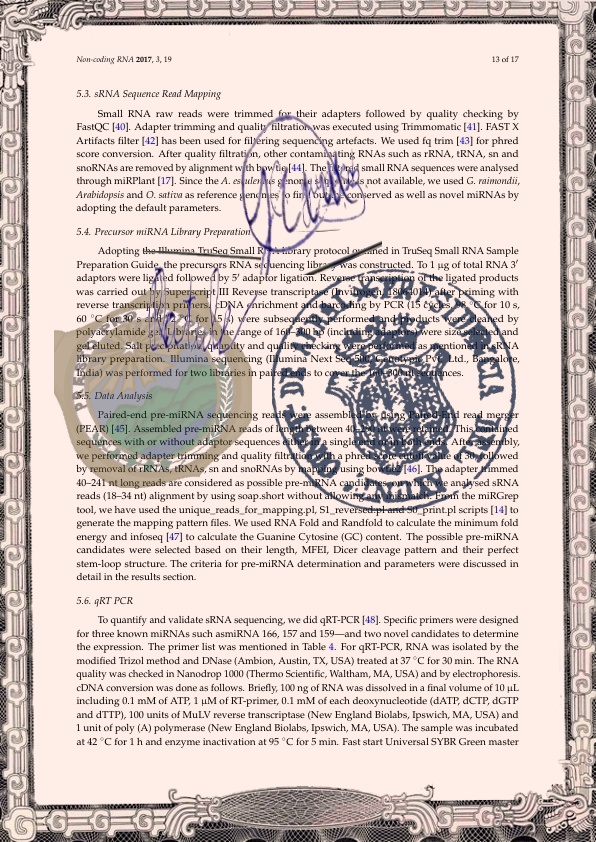 Non-coding RNA 2017, 3, 19
13 of 17
5.3. sRNA Sequence Read Mapping
Small RNA raw reads were trimmed for their adapters followed by quality checking by
FastQC [40]. Adapter trimming and quality filtration was executed using Trimmomatic [41]. FAST X
Artifacts filter [42] has been used for filtering sequencing artefacts. We used fq trim [43] for phred
score conversion. After quality filtration, other contaminating RNAs such as rRNA, tRNA, sn and
snoRNAs are removed by alignment with bowtie [44]. The small RNA sequences were analysed
through miRPlant [17]. Since the A. esculentus genome is not available, we used G. raimondii,
Arabidopsis and O. sativa as reference genomes to find out the conserved as well as novel miRNAs by
adopting the default parameters.
5.4. Precursor miRNA Library Preparation
Adopting the Illumina TruSeq Small RNA library protocol outlined in TruSeq Small RNA Sample
Preparation Guide, the precursors RNA sequencing library was constructed. To 1 μg of total RNA 3′
adaptors were ligated followed by 5′ adaptor ligation. Reverse transcription of the ligated products
was carried out by Superscript III Reverse transcriptase (Invitrogen, after priming with
reverse transcription primers. cDNA enrichment and barcoding by PCR (15 cycles, 98 °C for 10 s,
60 °C for 30 s and for 15 s) were subsequently performed and products were cleaned by
polyacrylamide gel. Libraries in the range of 160–300 bp (including adaptors) were size selected and
gel eluted. Salt precipitation, quantity and quality checking were performed as mentioned in sRNA
library preparation. Illumina sequencing (Illumina Next Seq 500, Genotypic Pvt. Ltd., Bangalore,
India) was performed for two libraries in paired ends to cover the 160–300 nt sequences.
5.5. Data Analysis
Paired-end pre-miRNA sequencing reads were assembled by using Paired-End read merger
(PEAR) [45]. Assembled pre-miRNA reads of length between 40– were retained. This contained
sequences with or without adaptor sequences either at a single end or at both ends. After assembly,
we performed adapter trimming and quality filtration with a phred score cutoff value of 30, followed
by removal of rRNAs, tRNAs, sn and snoRNAs by mapping using bowtie2 [46]. The adapter trimmed
40–241 nt long reads are considered as possible pre-miRNA candidates, on which we analysed sRNA
reads (18–34 nt) alignment by using soap.short without allowing any mismatch. From the miRGrep
tool, we have used the unique_reads_for_mapping.pl, S1_reversed.pl and S0_print.pl scripts [14] to
generate the mapping pattern files. We used RNA Fold and Randfold to calculate the minimum fold
energy and infoseq [47] to calculate the Guanine Cytosine (GC) content. The possible pre-miRNA
candidates were selected based on their length, MFEI, Dicer cleavage pattern and their perfect
stem-loop structure. The criteria for pre-miRNA determination and parameters were discussed in
detail in the results section.
5.6. qRT PCR
To quantify and validate sRNA sequencing, we did qRT-PCR [48]. Specific primers were designed
for three known miRNAs such asmiRNA 166, 157 and 159—and two novel candidates to determine
the expression. The primer list was mentioned in Table 4. For qRT-PCR, RNA was isolated by the
modified Trizol method and DNase (Ambion, Austin, TX, USA) treated at 37 °C for 30 min. The RNA
quality was checked in Nanodrop 1000 (Thermo Scientific, Waltham, MA, USA) and by electrophoresis.
cDNA conversion was done as follows. Briefly, 100 ng of RNA was dissolved in a final volume of 10 μL
including 0.1 mM of ATP, 1 μM of RT-primer, 0.1 mM of each deoxynucleotide (dATP, dCTP, dGTP
and dTTP), 100 units of MuLV reverse transcriptase (New England Biolabs, Ipswich, MA, USA) and
1 unit of poly (A) polymerase (New England Biolabs, Ipswich, MA, USA). The sample was incubated
at 42 °C for 1 h and enzyme inactivation at 95 °C for 5 min. Fast start Universal SYBR Green master